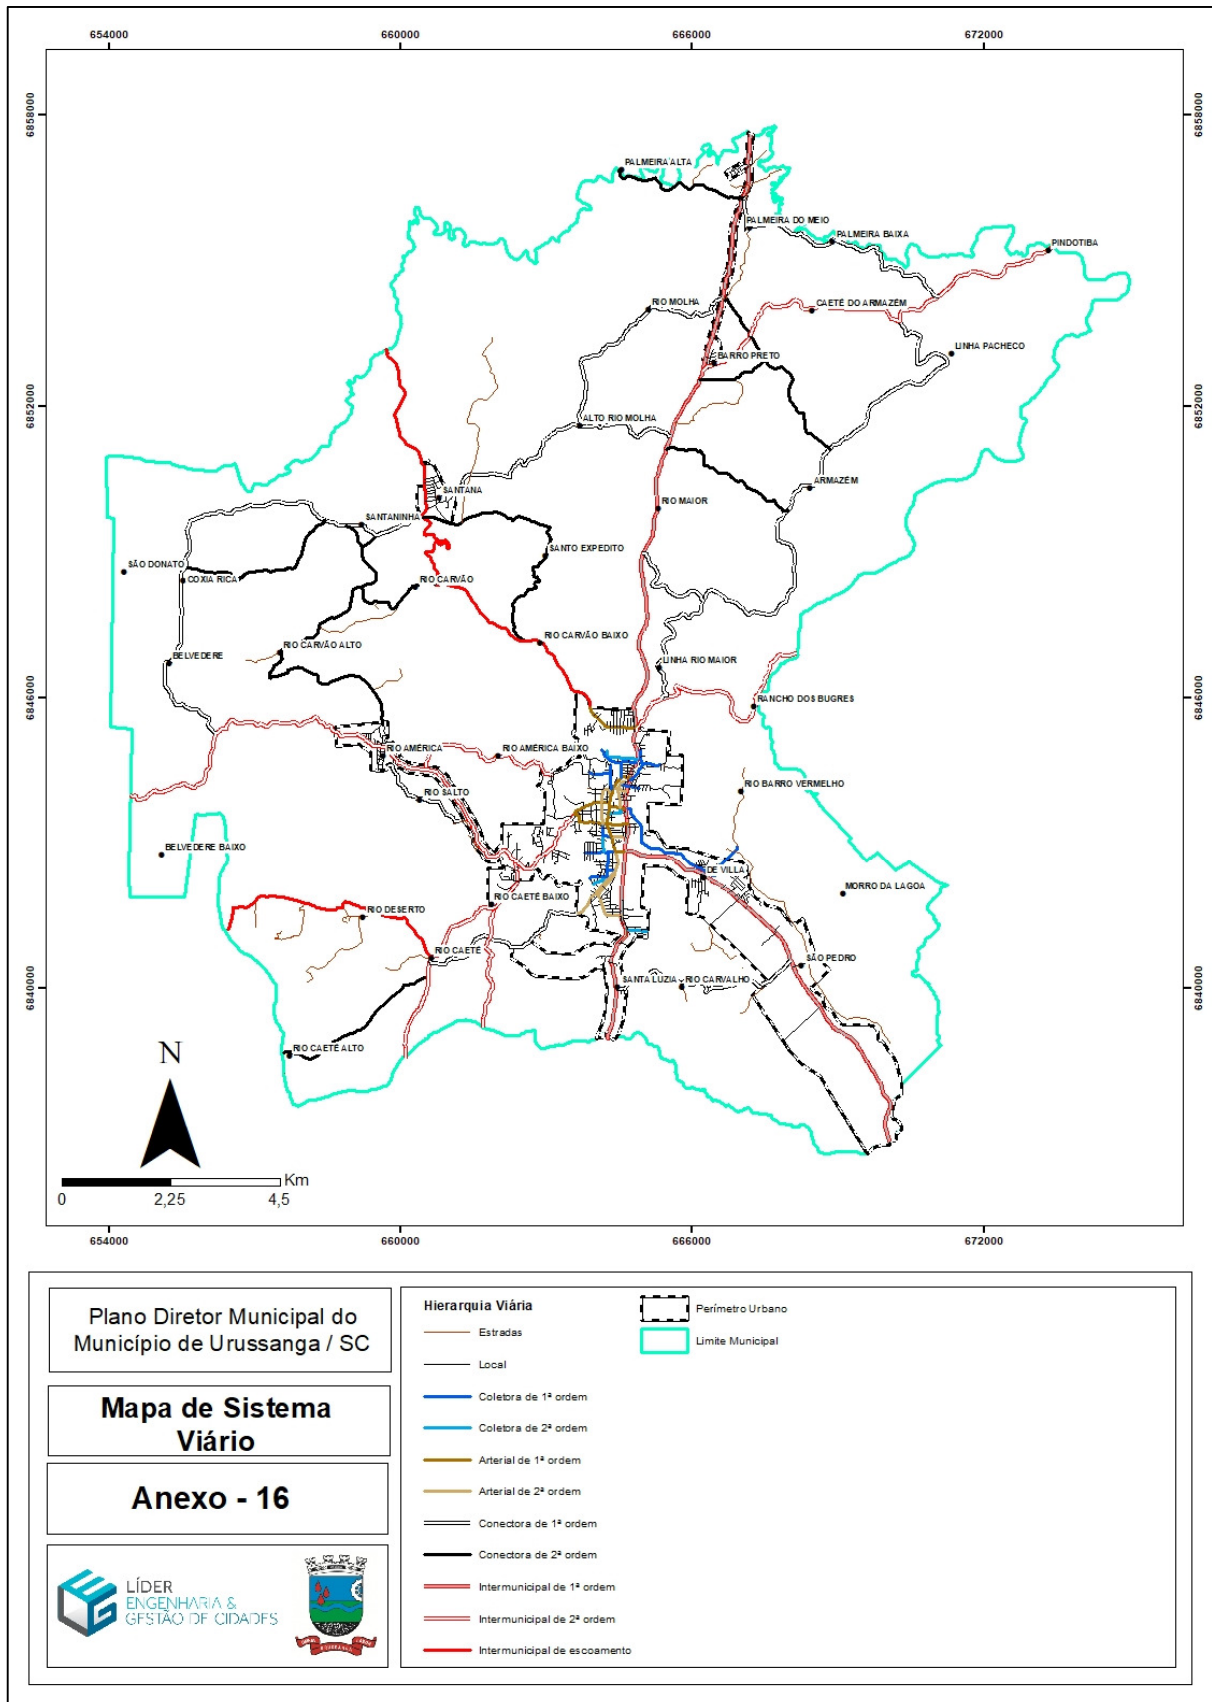 654000
660000
666000
672000
6858000
6858000
PALMEIRA ALTA
PALMEIRA DO MEIO
PALMEIRA BAIXA
PINDOTIBA
RIO MOLHA
CAETÉ DO ARMAZÉM
BARRO PRETO
LINHA PACHECO
6852000
6852000
ALTO RIO MOLHA
SANTANA
ARMAZÉM
RIO MAIOR
SANTANINHA
SANTO EXPEDITO
SÃO DONATO
COXIA RICA
RIO CARVÃO
RIO CARVÃO BAIXO
RIO CARVÃO ALTO
BELVEDERE
LINHA RIO MAIOR
6846000
6846000
RANCHO DOS BUGRES
RIO AMÉRICA
RIO AMÉRICA BAIXO
RIO SALTO
RIO BARRO VERMELHO
BELVEDERE BAIXO
DE VILLA
MORRO DA LAGOA
RIO CAETÉ BAIXO
RIO DESERTO
RIO CAETÉ
SÃO PEDRO
SANTA LUZIA
RIO CARVALHO
6840000
6840000
RIO CAETÉ ALTO
N
Km
0
2,25
4,5
654000
660000
666000
672000
Plano Diretor Municipal do
Município de Urussanga / SC
Mapa de Sistema
Viário
Anexo - 16
LÍDER
ENGENHARIA &
GESTÃO DE CIDADES
Hierarquia Viária
Estradas
Local
Coletora de 1ª ordem
Coletora de 2ª ordem
Arterial de 1ª ordem
Arterial de 2ª ordem
Conectora de 1ª ordem
Conectora de 2ª ordem
Intermunicipal de 1ª ordem
Intermunicipal de 2ª ordem
Intermunicipal de escoamento
Perímetro Urbano
Limite Municipal